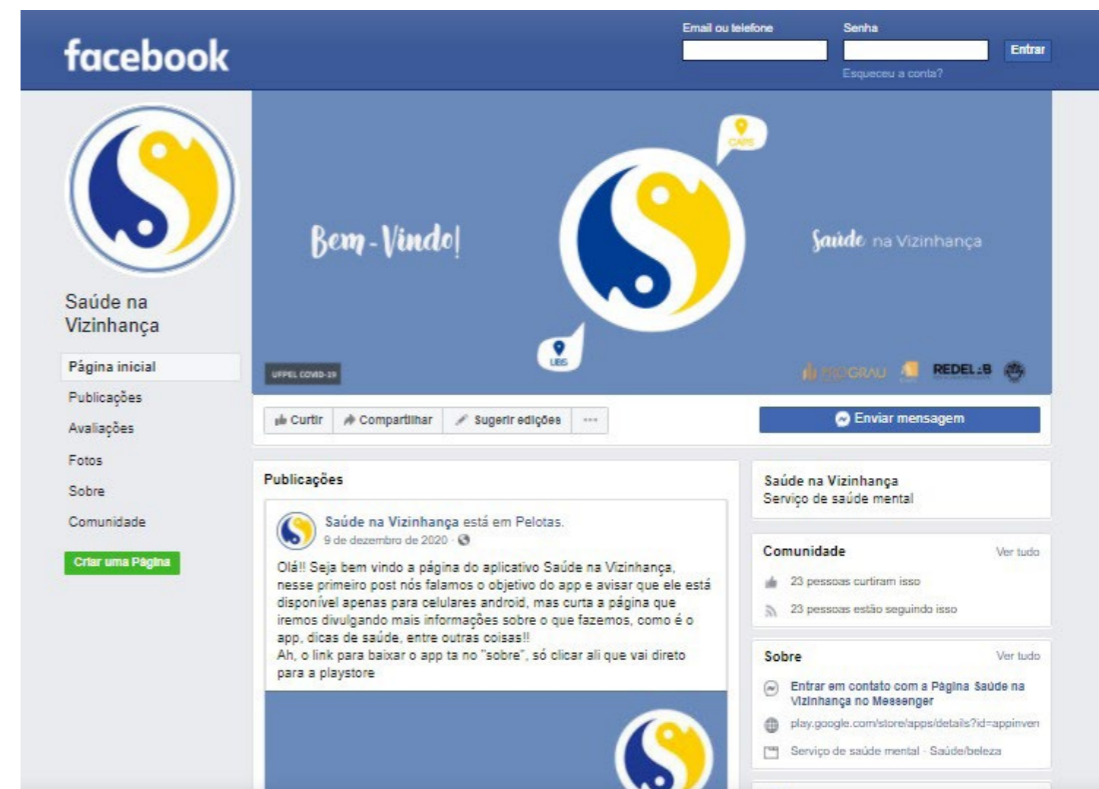 facebook
Email ou telefone
Senha
Entrar
Esqueceu a conta?
CAPS
Bem-Vindo!
Saúde na Vizinhança
UBS
UFPEL COVID-19
PROGRAU
REDEL:B
Saúde na
Vizinhança
Página inicial
Publicações
Avaliações
Fotos
Sobre
Comunidade
Criar uma Página
Curtir
Compartilhar
Sugerir edições
...
Enviar mensagem
Publicações
Saúde na Vizinhança está em Pelotas.
9 de dezembro de 2020 ·
Olá!! Seja bem vindo a página do aplicativo Saúde na Vizinhança,
nesse primeiro post nós falamos o objetivo do app e avisar que ele está
disponível apenas para celulares android, mas curta a página que
iremos divulgando mais informações sobre o que fazemos, como é o
app, dicas de saúde, entre outras coisas!!
Ah, o link para baixar o app ta no "sobre", só clicar ali que vai direto
para a playstore
Saúde na Vizinhança
Serviço de saúde mental
Comunidade
Ver tudo
23 pessoas curtiram isso
23 pessoas estão seguindo isso
Sobre
Ver tudo
Entrar em contato com a Página Saúde na
Vizinhança no Messenger
play.google.com/store/apps/details?id=appinven
Serviço de saúde mental · Saúde/beleza